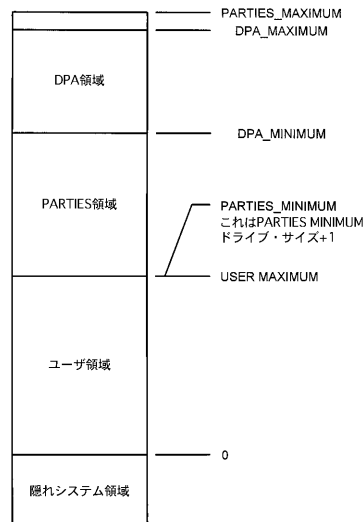 PARTIES_MAXIMUM
DPA_MAXIMUM
DPA領域
DPA_MINIMUM
PARTIES領域
PARTIES_MINIMUM
これはPARTIES MINIMUM
ドライブ・サイズ+1
USER MAXIMUM
ユーザ領域
0
隠れシステム領域